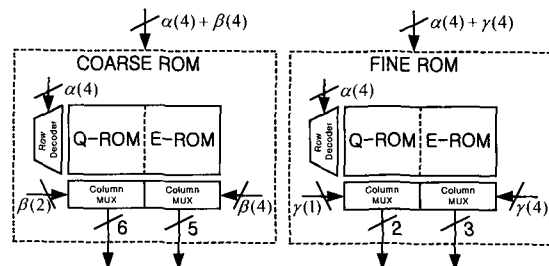 α(4)+β(4)
α(4)+γ(4)
COARSE ROM
FINE ROM
α(4)
α(4)
Row Decoder
Q-ROM
E-ROM
Row Decoder
Q-ROM
E-ROM
β(2)
Column MUX
Column MUX
β(4)
γ(1)
Column MUX
Column MUX
γ(4)
6
5
2
3